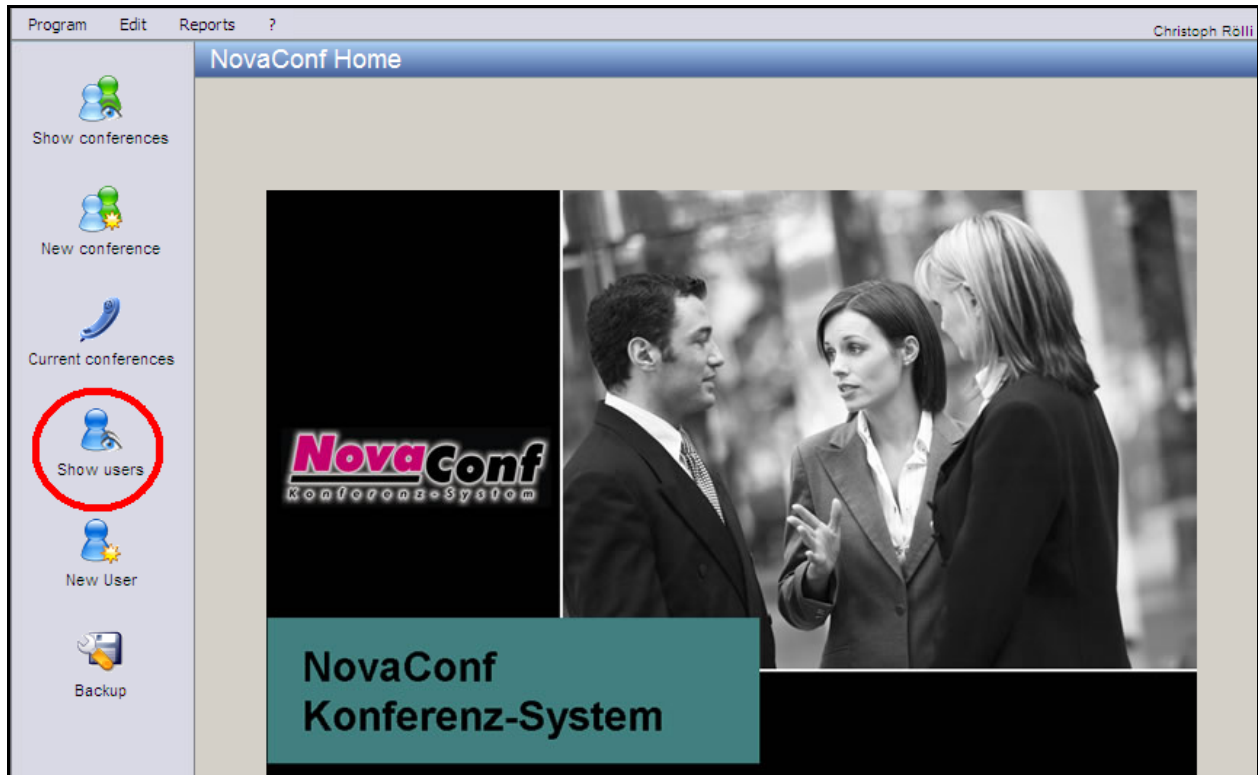 Program Edit Reports ?
Christoph Rölli
NovaConf Home
Show conferences
New conference
Current conferences
Show users
New User
Backup
NovaConf
Konferenz-System
NovaConf
Konferenz-System